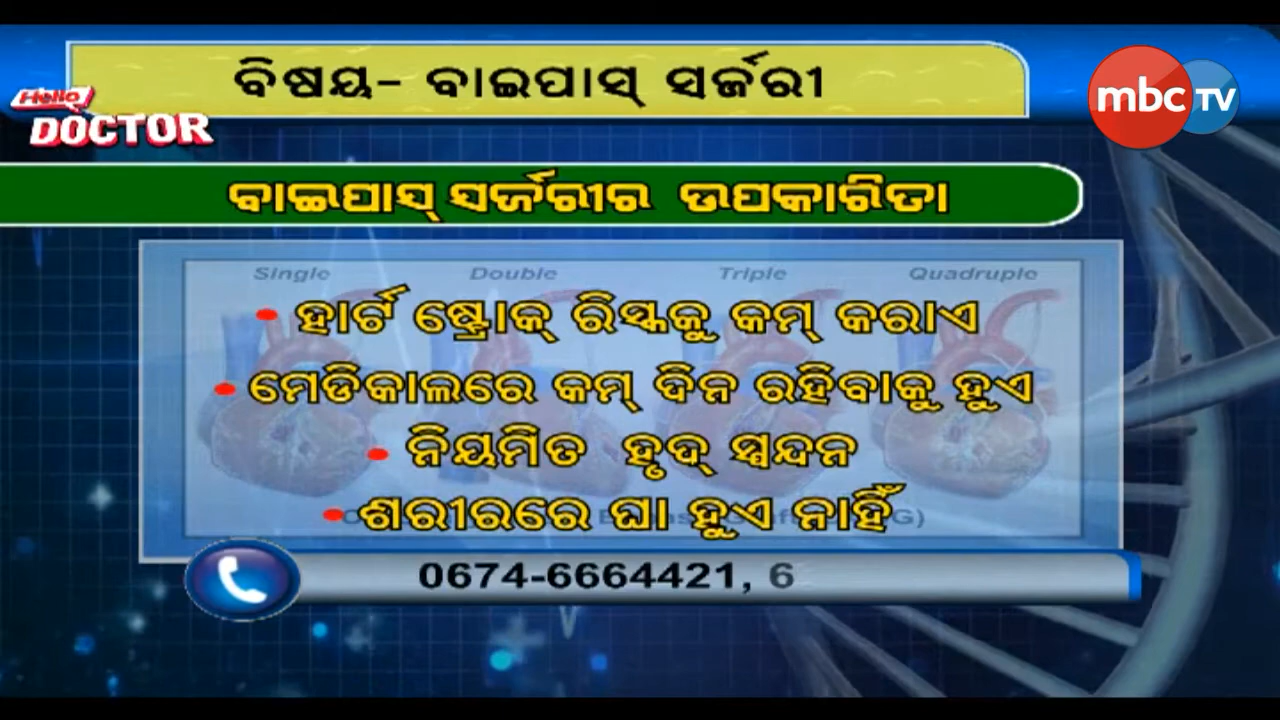 ବିଷୟ- ବାଇପାସ୍ ସର୍ଜରୀ
mbc TV
Hello
DOCTOR
ବାଇପାସ୍ ସର୍ଜରୀର ଉପକାରିତା
Single Double Triple Quadruple
• ହାର୍ଟ ଷ୍ଟ୍ରୋକ୍ ରିସ୍କକୁ କମ୍ କରାଏ
• ମେଡିକାଲରେ କମ୍ ଦିନ ରହିବାକୁ ହୁଏ
• ନିୟମିତ ହୃଦ୍ ସ୍ପନ୍ଦନ
• ଶରୀରରେ ଘା ହୁଏ ନାହିଁ
0674-6664421, 6